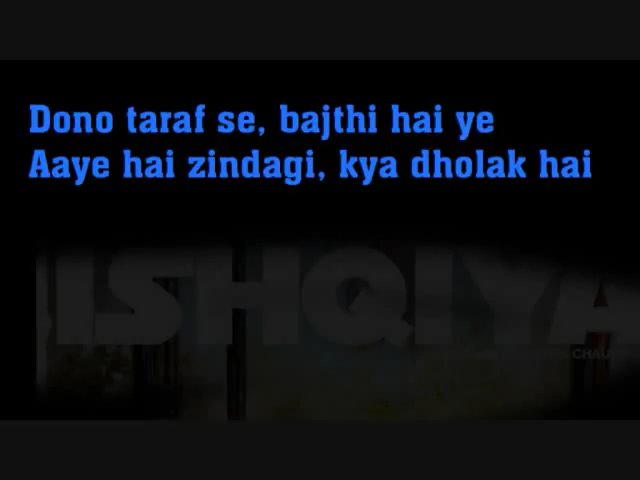 Dono taraf se, bajthi hai ye
Aaye hai zindagi, kya dholak hai
ISHQIYA